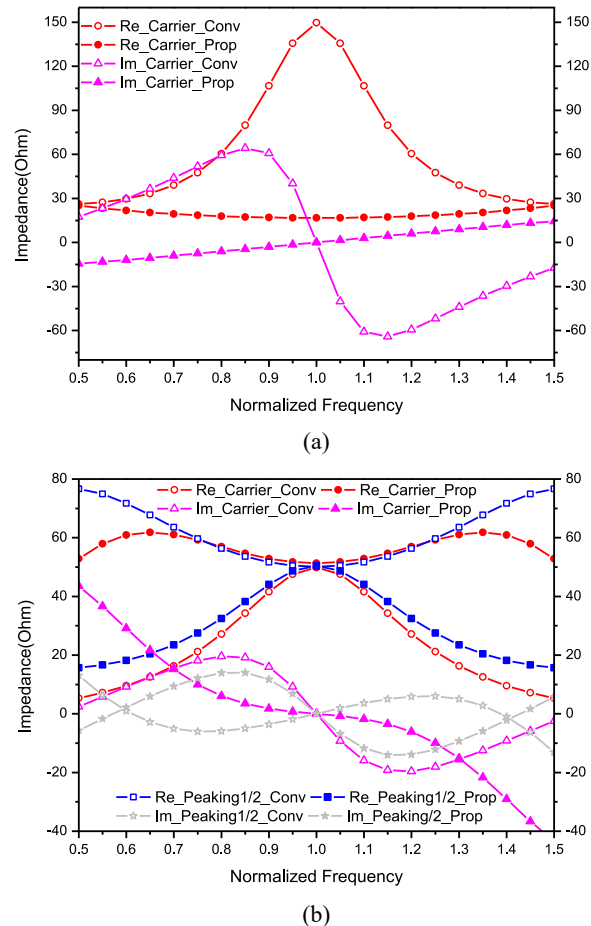 Re_Carrier_Conv
Re_Carrier_Prop
Im_Carrier_Conv
Im_Carrier_Prop
150
120
90
60
30
0
-30
-60
150
120
90
60
30
0
-30
-60
Impedance(Ohm)
0.5 0.6 0.7 0.8 0.9 1.0 1.1 1.2 1.3 1.4 1.5
Normalized Frequency
(a)
80
60
40
20
0
-20
-40
80
60
40
20
0
-20
-40
Re_Carrier_Conv Re_Carrier_Prop
Im_Carrier_Conv Im_Carrier_Prop
Impedance(Ohm)
Re_Peaking1/2_Conv Re_Peaking1/2_Prop
Im_Peaking1/2_Conv Im_Peaking/2_Prop
0.5 0.6 0.7 0.8 0.9 1.0 1.1 1.2 1.3 1.4 1.5
Normalized Frequency
(b)